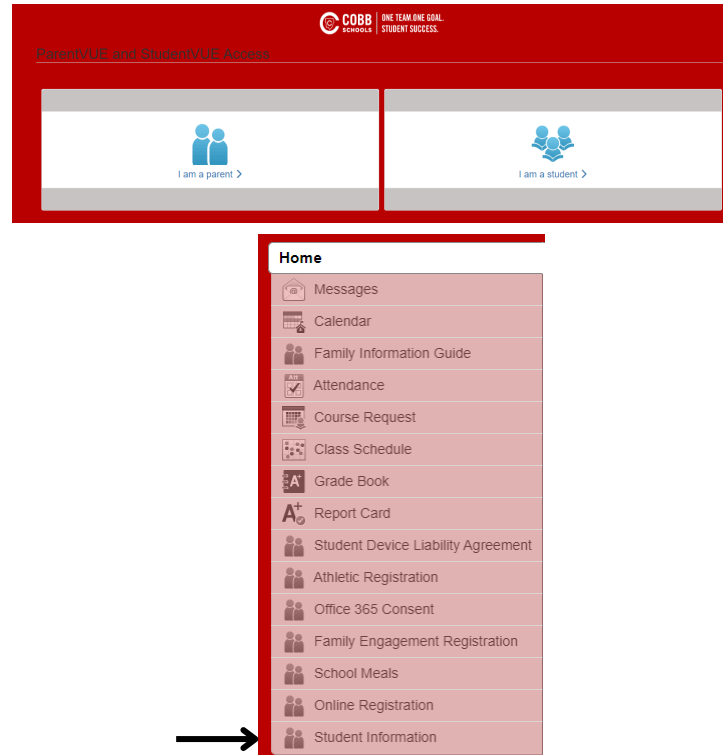 COBB SCHOOLS
ONE TEAM.ONE GOAL.
STUDENT SUCCESS.
ParentVUE and StudentVUE Access
I am a parent >
I am a student >
Home
Messages
Calendar
Family Information Guide
Attendance
Course Request
Class Schedule
Grade Book
Report Card
Student Device Liability Agreement
Athletic Registration
Office 365 Consent
Family Engagement Registration
School Meals
Online Registration
Student Information